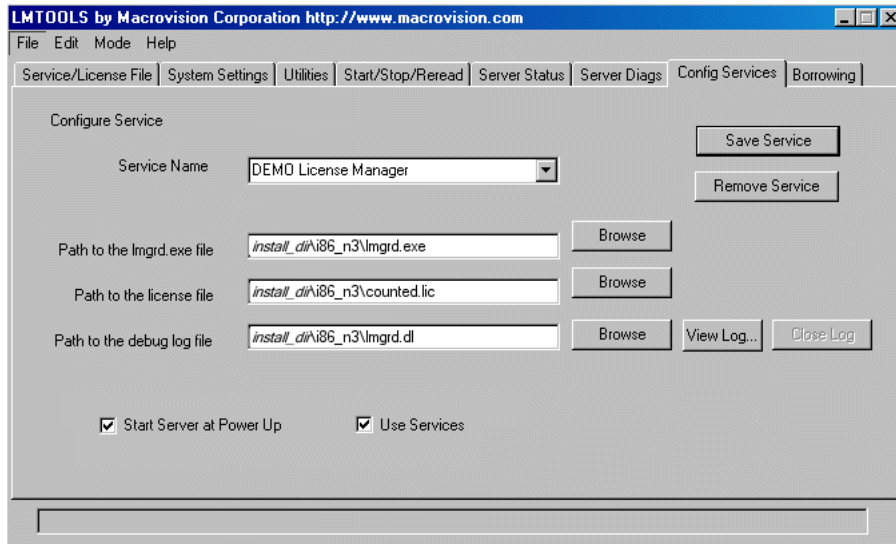 LMTOOLS by Macrovision Corporation http://www.macrovision.com
File Edit Mode Help
Service/License File System Settings Utilities Start/Stop/Reread Server Status Server Diags Config Services Borrowing
Configure Service
Save Service
Service Name DEMO License Manager
Remove Service
Path to the lmgrd.exe file install_dir\i86_n3\lmgrd.exe Browse
Path to the license file install_dir\i86_n3\counted.lic Browse
Path to the debug log file install_dir\i86_n3\lmgrd.dl Browse View Log... Close Log
Start Server at Power Up Use Services